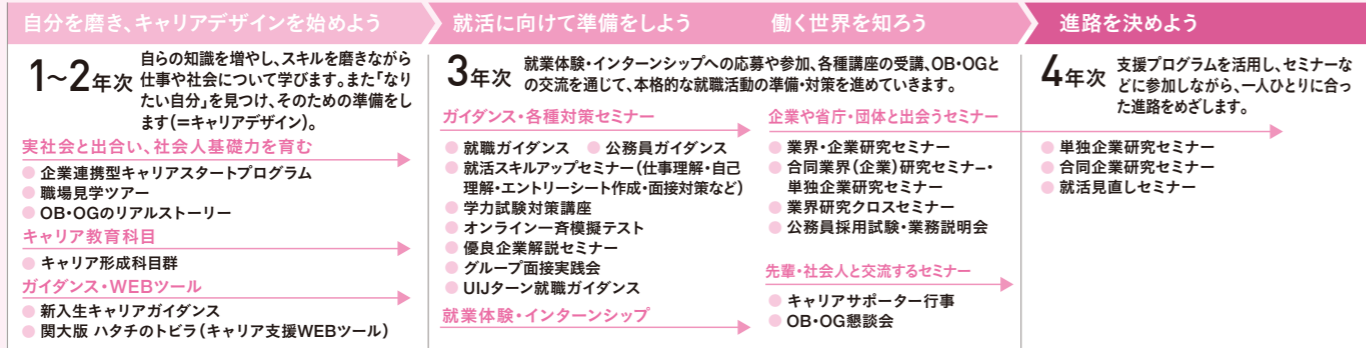 自分を磨き、キャリアデザインを始めよう
1〜2年次
自らの知識を増やし、スキルを磨きながら
仕事や社会について学びます。また「なり
たい自分」を見つけ、そのための準備をし
ます(=キャリアデザイン)。
実社会と出合い、社会人基礎力を育む
● 企業連携型キャリアスタートプログラム
● 職場見学ツアー
● OB・OGのリアルストーリー
キャリア教育科目
● キャリア形成科目群
ガイダンス・WEBツール
● 新入生キャリアガイダンス
● 関大版 ハタチのトビラ(キャリア支援WEBツール)
就活に向けて準備をしよう 働く世界を知ろう
3年次
就業体験・インターンシップへの応募や参加、各種講座の受講、OB・OGと
の交流を通じて、本格的な就職活動の準備・対策を進めていきます。
ガイダンス・各種対策セミナー
● 就職ガイダンス ● 公務員ガイダンス
● 就活スキルアップセミナー(仕事理解・自己
理解・エントリーシート作成・面接対策など)
● 学力試験対策講座
● オンライン一斉模擬テスト
● 優良企業解説セミナー
● グループ面接実践会
● UIJターン就職ガイダンス
就業体験・インターンシップ
企業や省庁・団体と出会うセミナー
● 業界・企業研究セミナー
● 合同業界(企業)研究セミナー・
単独企業研究セミナー
● 業界研究クロスセミナー
● 公務員採用試験・業務説明会
先輩・社会人と交流するセミナー
● キャリアサポーター行事
● OB・OG懇談会
進路を決めよう
4年次
支援プログラムを活用し、セミナーな
どに参加しながら、一人ひとりに合っ
た進路をめざします。
● 単独企業研究セミナー
● 合同企業研究セミナー
● 就活見直しセミナー